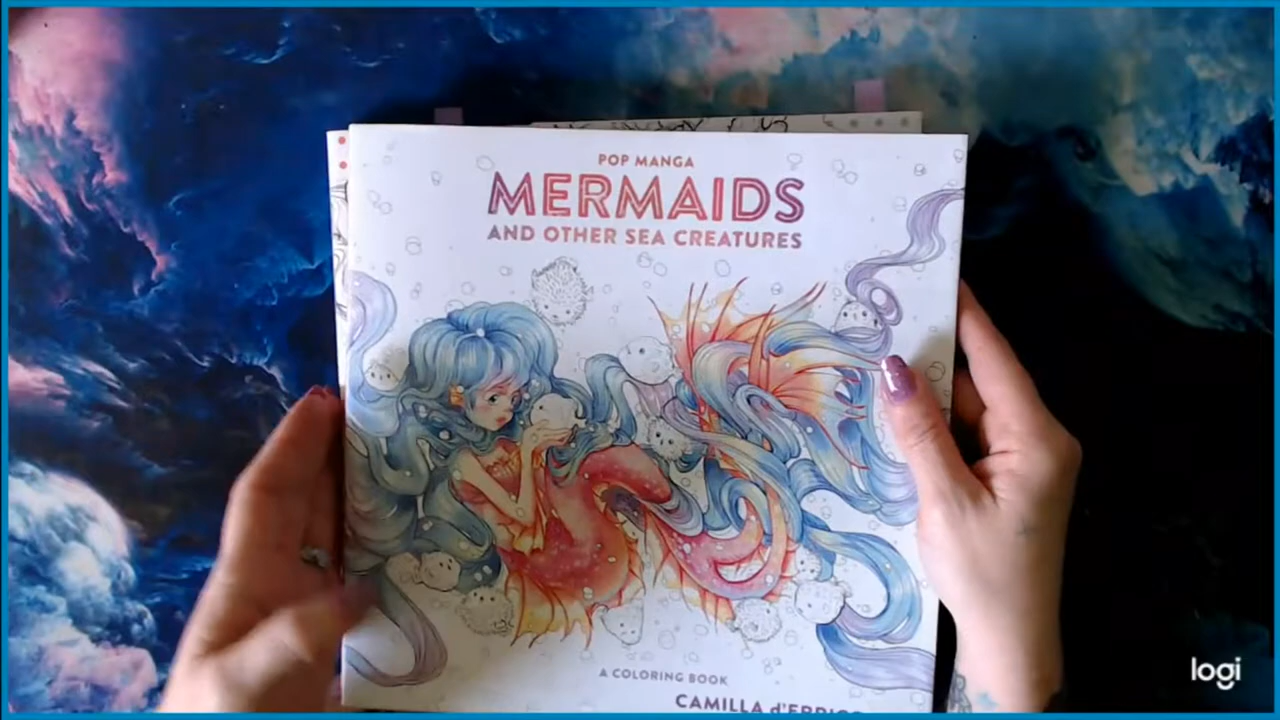 POP MANGA
MERMAIDS
AND OTHER SEA CREATURES
A COLORING BOOK
CAMILLA d'ERRICO
logi